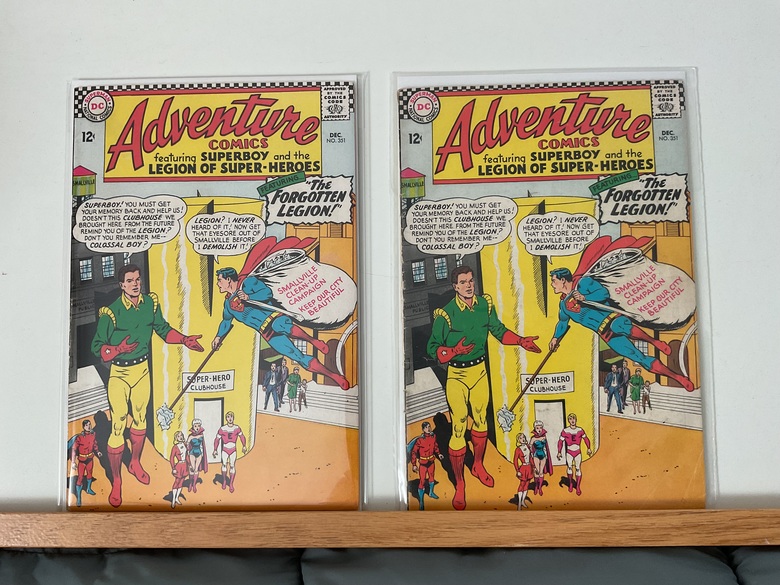 SUPERMAN
DC
NATIONAL COMICS
12¢
Adventure
COMICS
featuring SUPERBOY and the
LEGION OF SUPER-HEROES
APPROVED
BY THE
COMICS
CODE
AUTHORITY
DEC.
NO. 351
SMALLVILLE
FEATURING
"The
FORGOTTEN
LEGION!"
SUPERBOY! YOU MUST GET
YOUR MEMORY BACK AND HELP US!
DOESN'T THIS CLUBHOUSE WE
BROUGHT HERE FROM THE FUTURE
REMIND YOU OF THE LEGION?
DON'T YOU REMEMBER ME--
COLOSSAL BOY?
LEGION? I NEVER
HEARD OF IT! NOW GET
THAT EYESORE OUT OF
SMALLVILLE BEFORE
I DEMOLISH IT!
SMALLVILLE
CLEAN-UP
CAMPAIGN
KEEP OUR CITY
BEAUTIFUL
SUPER-HERO
CLUBHOUSE
SUPERMAN
DC
NATIONAL COMICS
12¢
Adventure
COMICS
featuring SUPERBOY and the
LEGION OF SUPER-HEROES
APPROVED
BY THE
COMICS
CODE
AUTHORITY
DEC.
NO. 351
SMALLVILLE
FEATURING
"The
FORGOTTEN
LEGION!"
SUPERBOY! YOU MUST GET
YOUR MEMORY BACK AND HELP US!
DOESN'T THIS CLUBHOUSE WE
BROUGHT HERE FROM THE FUTURE
REMIND YOU OF THE LEGION?
DON'T YOU REMEMBER ME--
COLOSSAL BOY?
LEGION? I NEVER
HEARD OF IT! NOW GET
THAT EYESORE OUT OF
SMALLVILLE BEFORE
I DEMOLISH IT!
SMALLVILLE
CLEAN-UP
CAMPAIGN
KEEP OUR CITY
BEAUTIFUL
SUPER-HERO
CLUBHOUSE